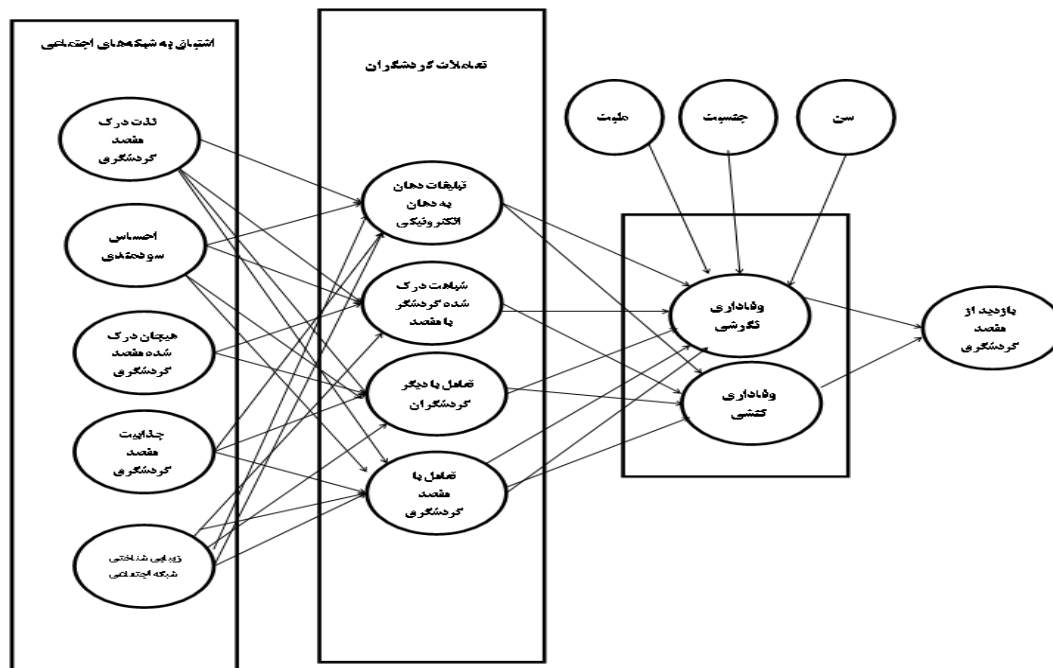 اشتیاق به شبکه‌های اجتماعی
لذت درک
مقصد
گردشگری
احساس
سودمندی
هیجان درک
شده مقصد
گردشگری
جذابیت
مقصد
گردشگری
زیبایی شناختی
شبکه اجتماعی
تعاملات گردشگران
تبلیغات دهان
به دهان
الکترونیکی
شباهت درک
شده گردشگر
با مقصد
تعامل با دیگر
گردشگران
تعامل با
مقصد
گردشگری
ملیت
جنسیت
سن
وفاداری
نگرشی
وفاداری
کنشی
بازدید از
مقصد
گردشگری